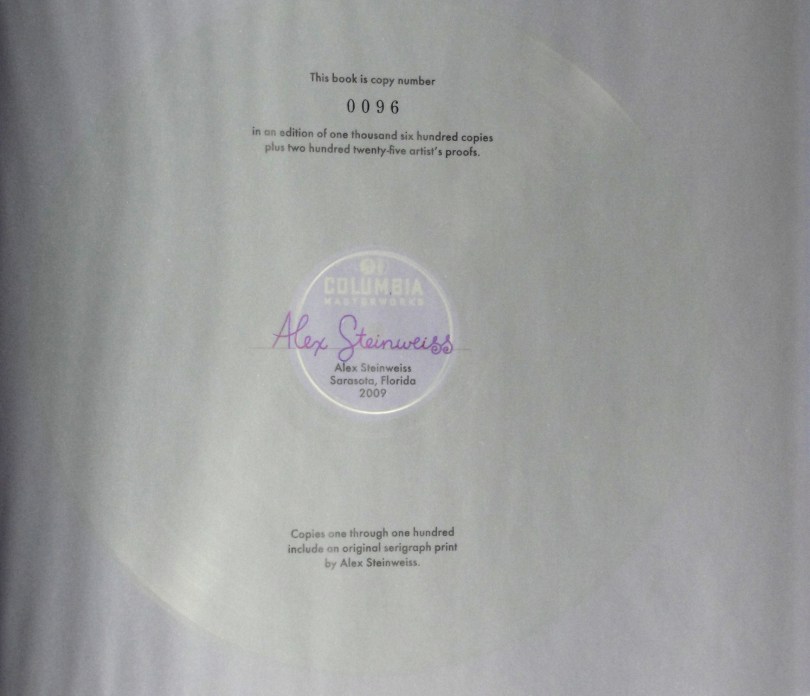 This book is copy number
0096
in an edition of one thousand six hundred copies
plus two hundred twenty-five artist's proofs.
COLUMBIA
MASTERWORKS
Alex Steinweiss
Alex Steinweiss
Sarasota, Florida
2009
Copies one through one hundred
include an original serigraph print
by Alex Steinweiss.